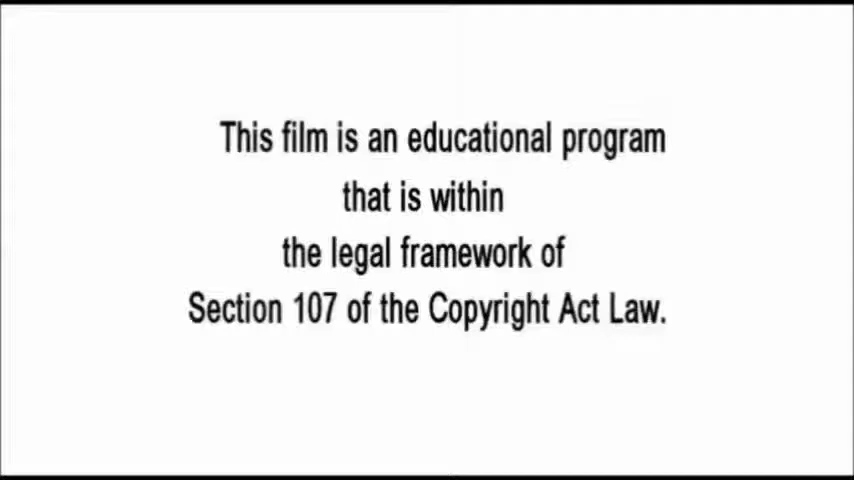 This film is an educational program
that is within
the legal framework of
Section 107 of the Copyright Act Law.